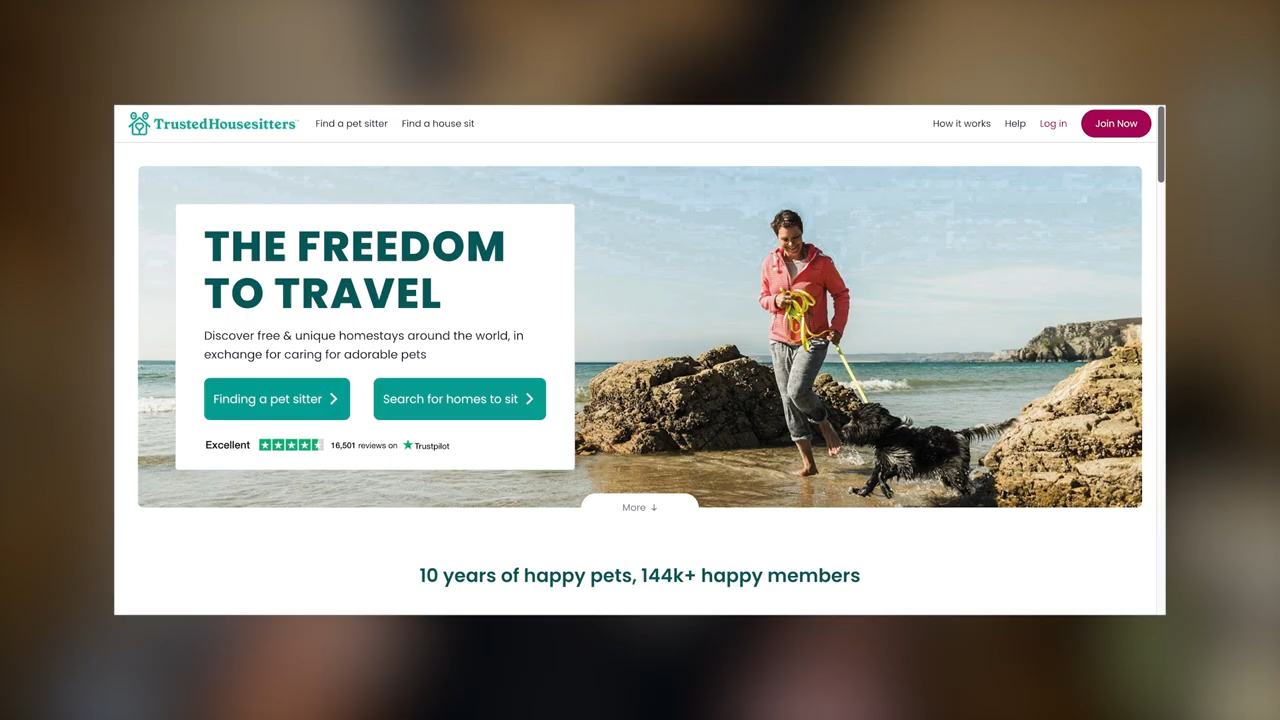 TrustedHousesitters™
Find a pet sitter
Find a house sit
How it works
Help
Log in
Join Now
THE FREEDOM
TO TRAVEL
Discover free & unique homestays around the world, in
exchange for caring for adorable pets
Finding a pet sitter
Search for homes to sit
Excellent
16,501 reviews on
Trustpilot
More ↓
10 years of happy pets, 144k+ happy members